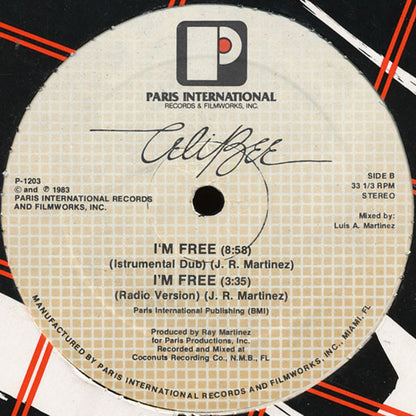 PARIS INTERNATIONAL
RECORDS & FILMWORKS, INC.
Celi Bee
P-1203
© and ℗ 1983
PARIS INTERNATIONAL RECORDS
AND FILMWORKS, INC.
SIDE B
33 1/3 RPM
STEREO
Mixed by:
Luis A. Martinez
I'M FREE (8:58)
(Istrumental Dub) (J. R. Martinez)
I'M FREE (3:35)
(Radio Version) (J. R. Martinez)
Paris International Publishing (BMI)
Produced by Ray Martinez
for Paris Productions, Inc.
Recorded and Mixed at
Coconuts Recording Co., N.M.B., FL
MANUFACTURED BY PARIS INTERNATIONAL RECORDS AND FILMWORKS, INC., MIAMI, FL